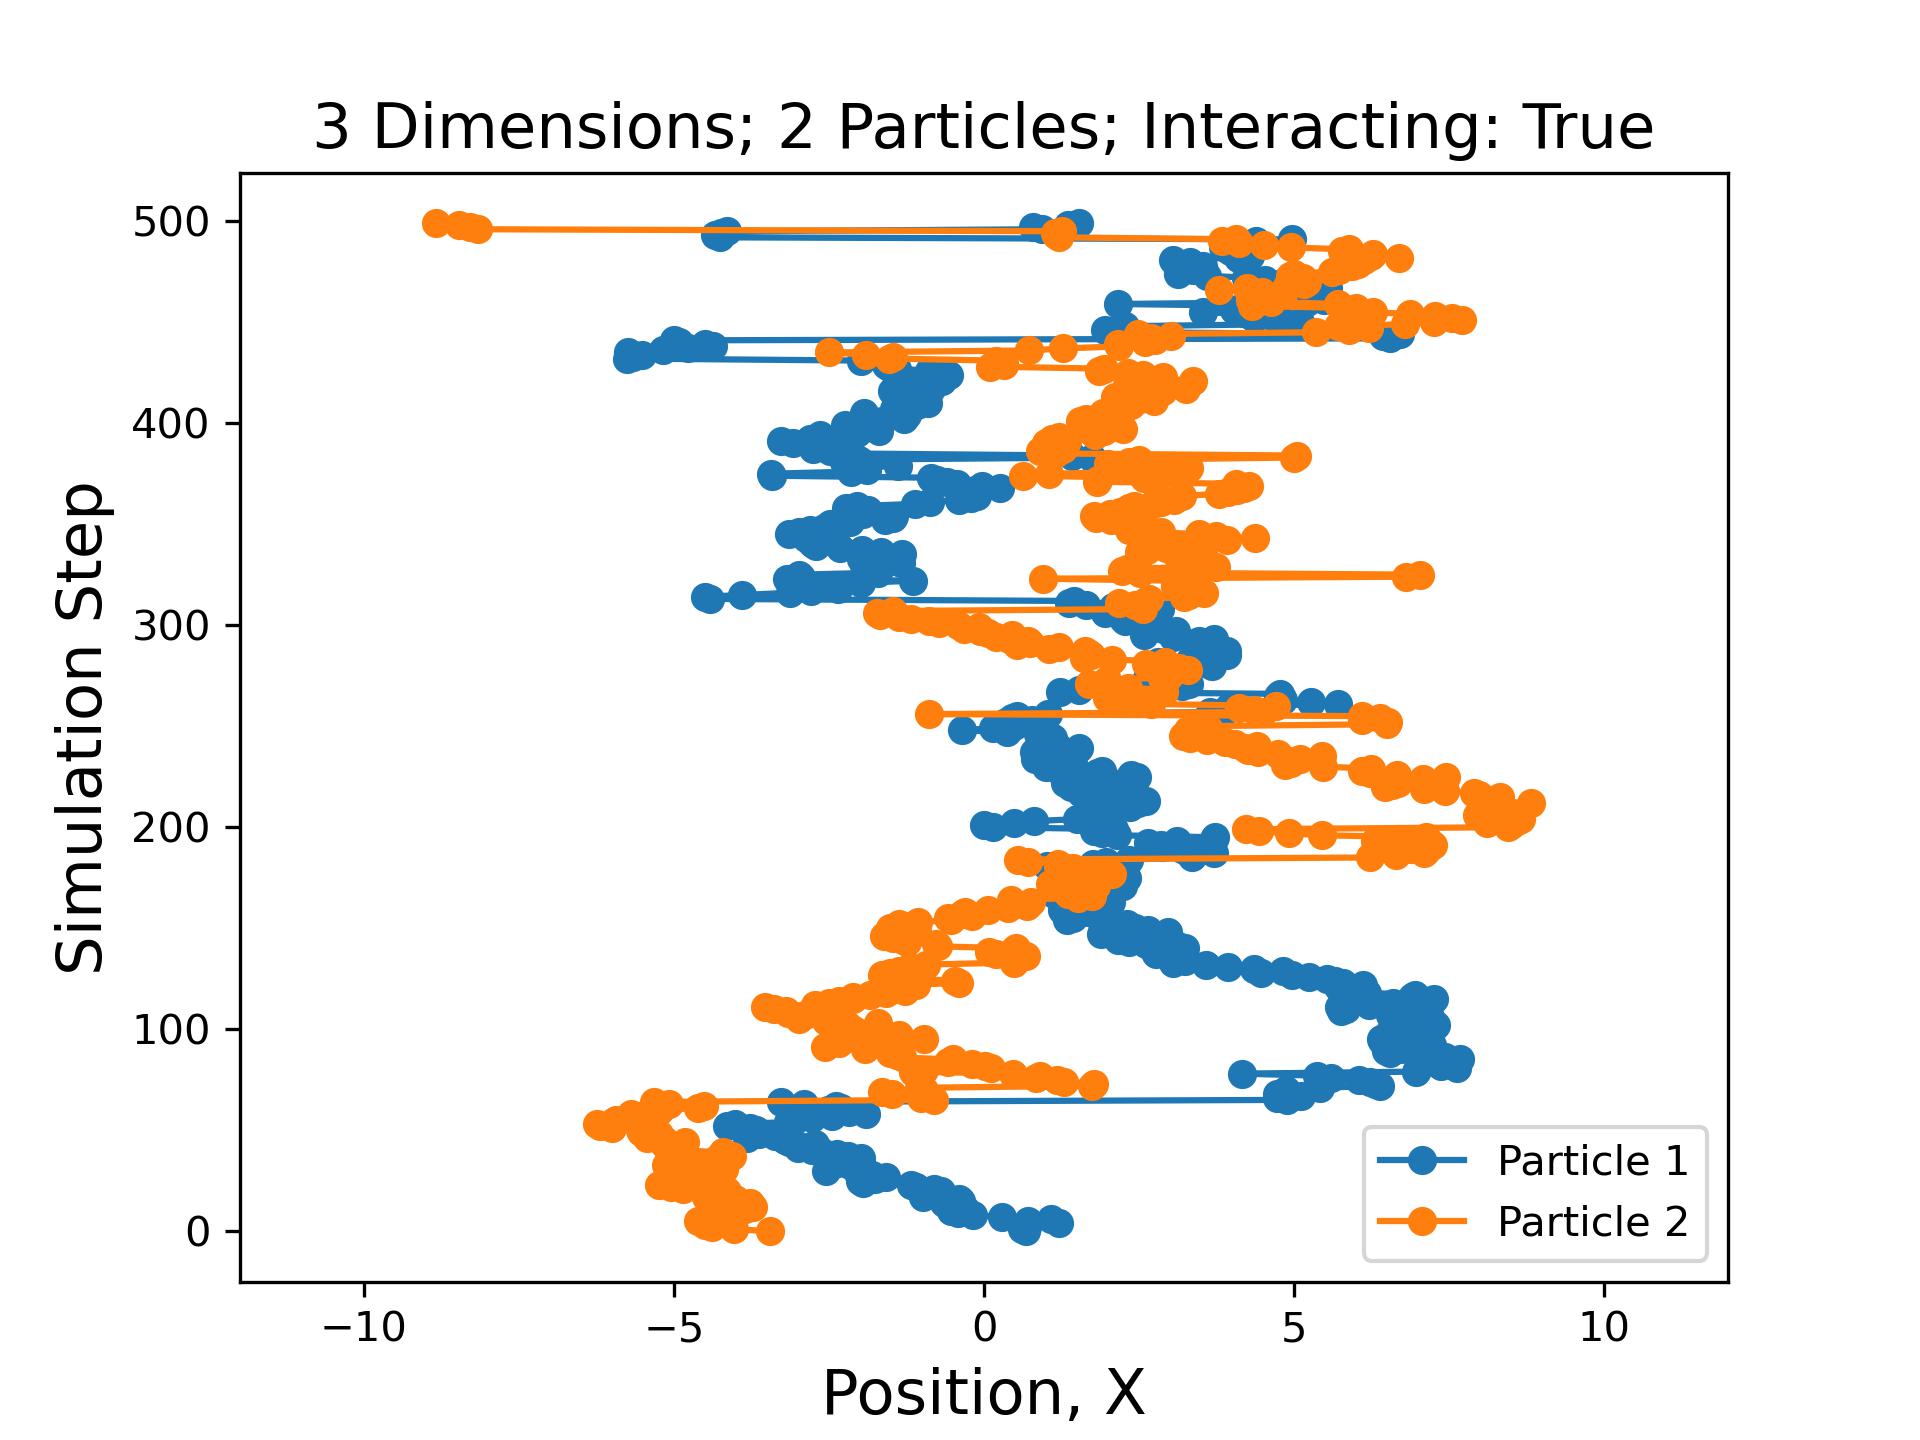 3 Dimensions; 2 Particles; Interacting: True
Simulation Step
500
400
300
200
100
0
−10
−5
0
5
10
Position, X
Particle 1
Particle 2